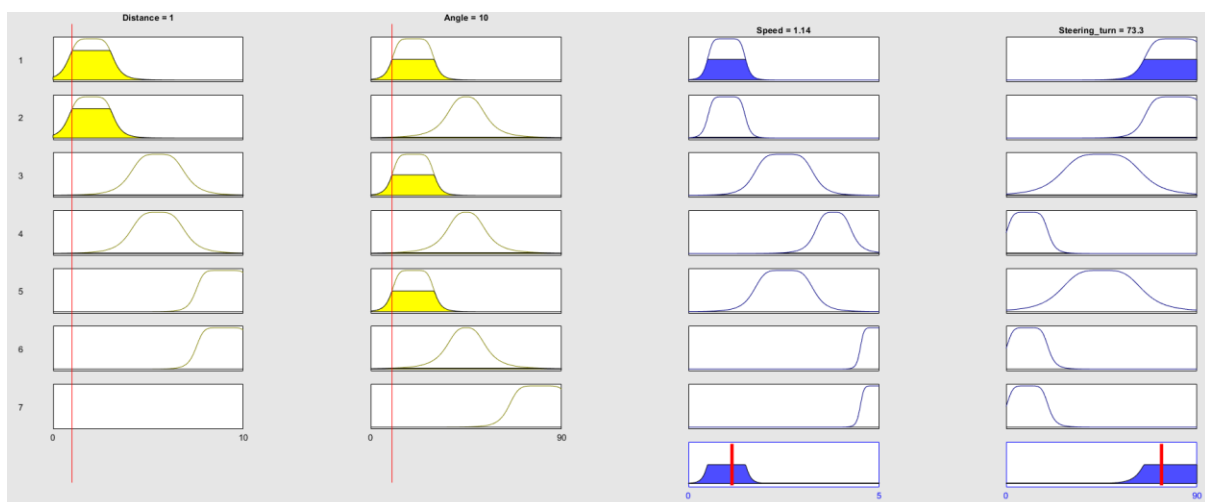 Distance = 1
Angle = 10
Speed = 1.14
Steering_turn = 73.3
1
2
3
4
5
6
7
0 10
0 90
0 5
0 90